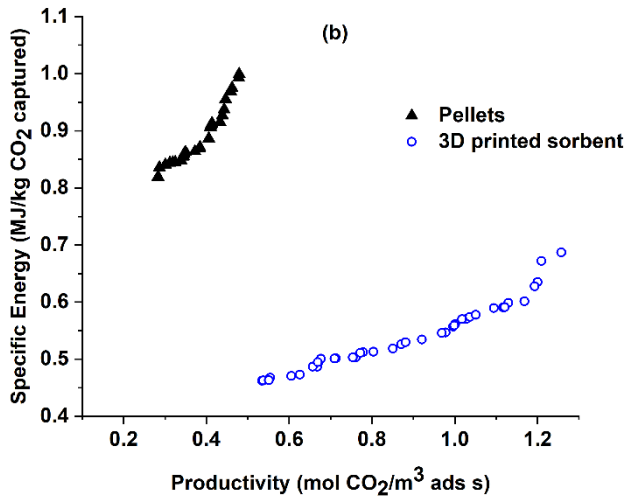 (b)
1.1
1.0
0.9
0.8
0.7
0.6
0.5
0.4
Specific Energy (MJ/kg CO₂ captured)
Pellets
3D printed sorbent
0.2 0.4 0.6 0.8 1.0 1.2
Productivity (mol CO₂/m³ ads s)